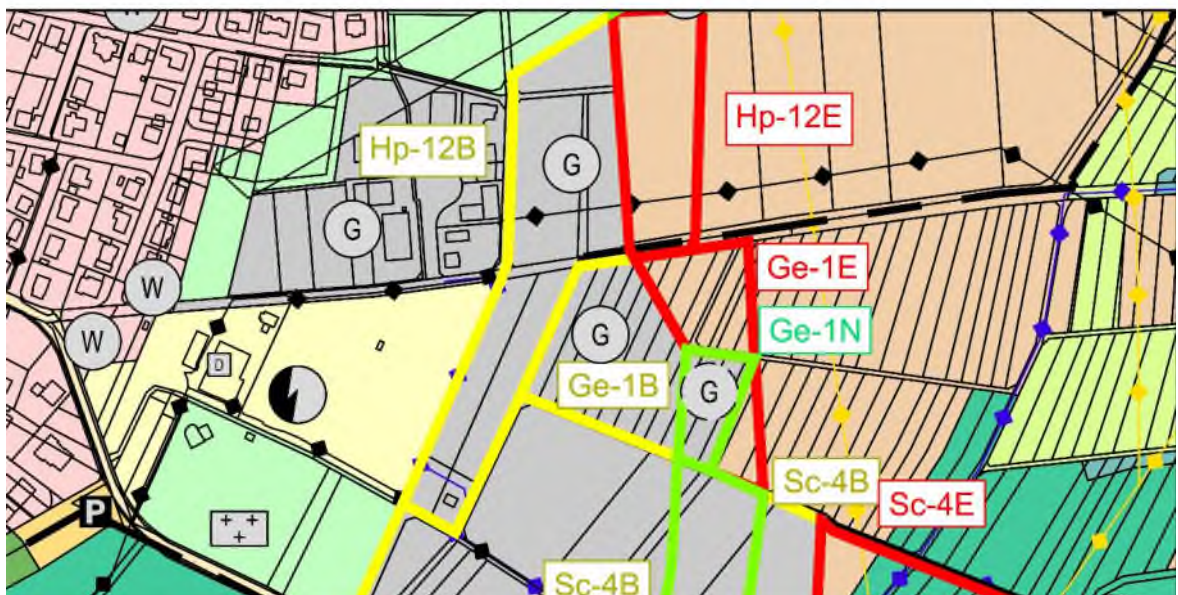 Hp-12B
G
Hp-12E
G
W
Ge-1E
W
G
Ge-1N
D
Ge-1B
G
Sc-4B
Sc-4E
P
Sc-4B